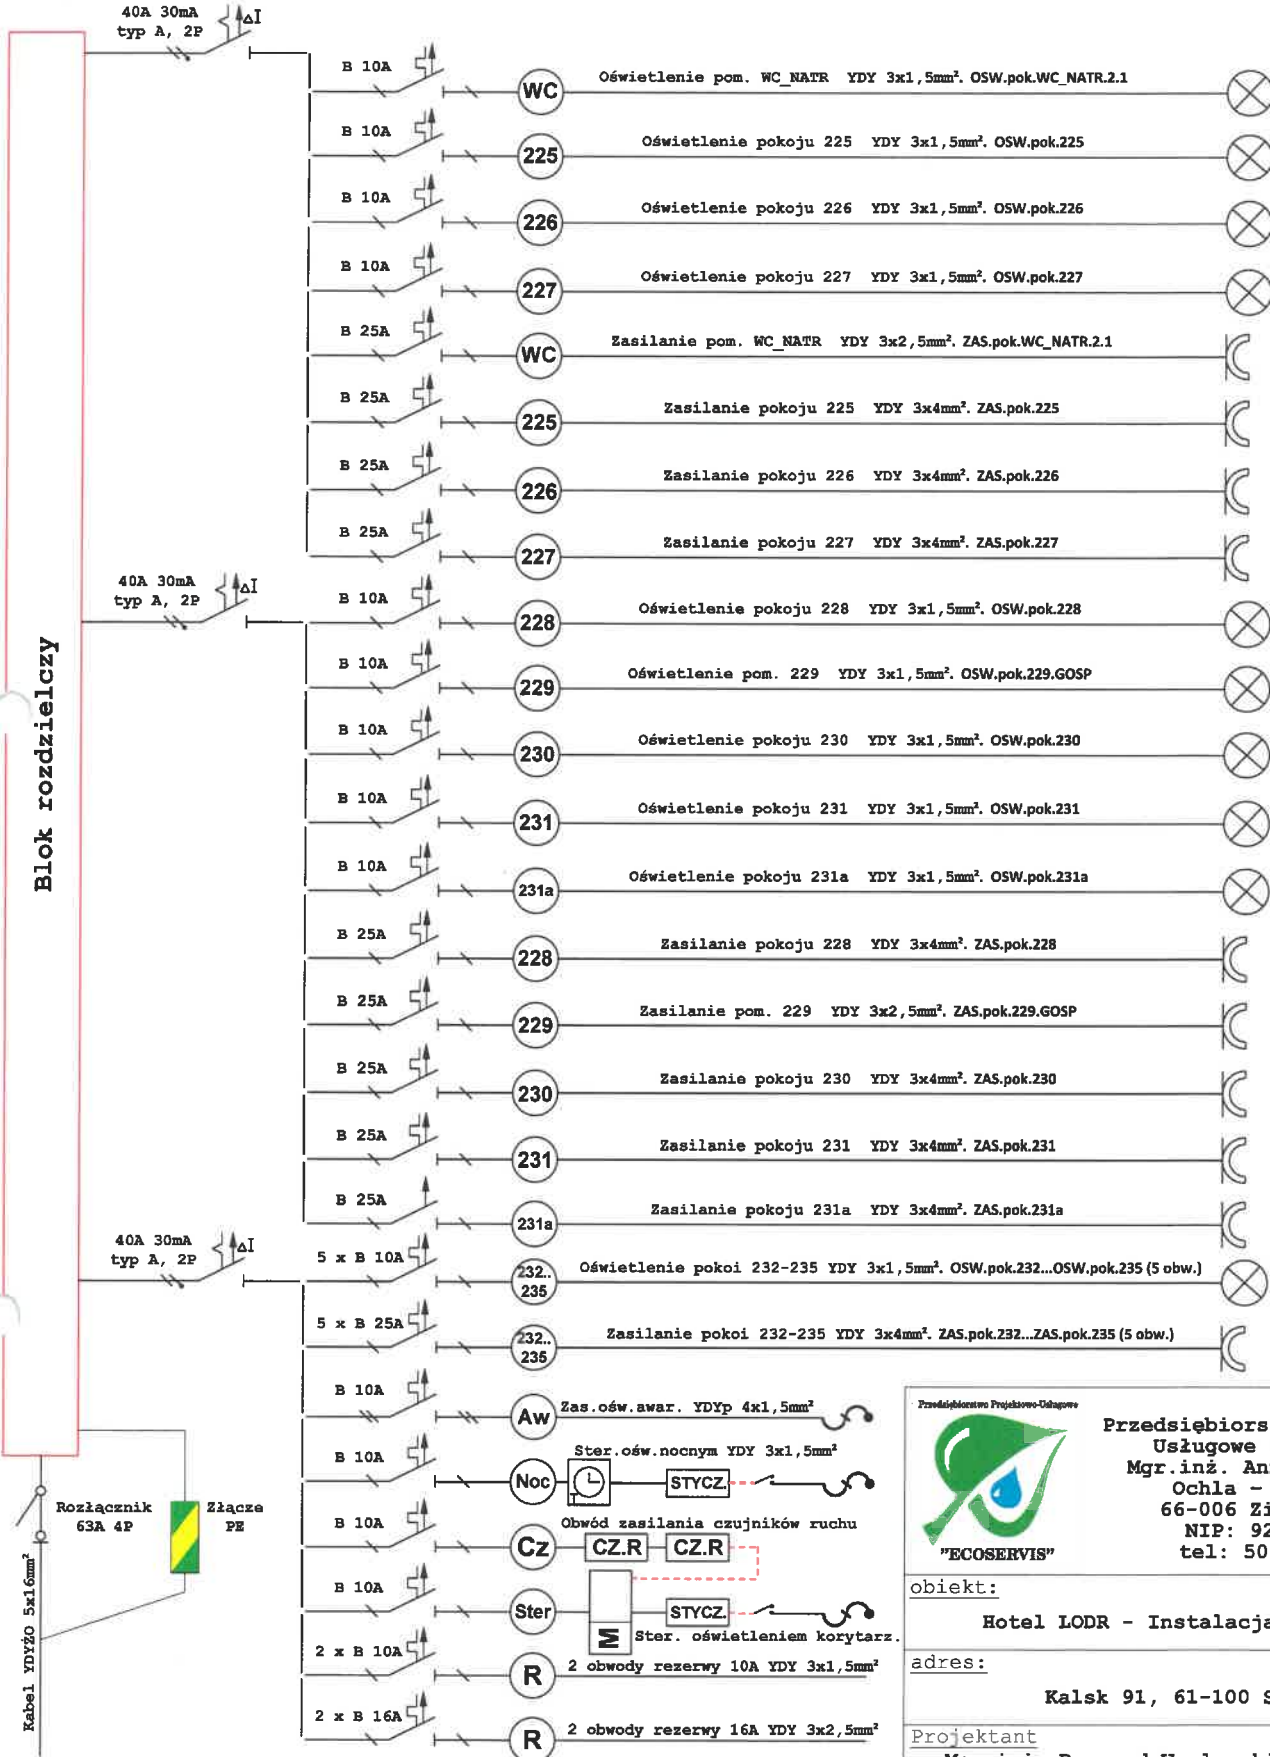 40A 30mA
typ A, 2P
ΔI
B 10A
WC
Oświetlenie pom. WC_NATR YDY 3x1,5mm². OSW.pok.WC_NATR.2.1
B 10A
225
Oświetlenie pokoju 225 YDY 3x1,5mm². OSW.pok.225
B 10A
226
Oświetlenie pokoju 226 YDY 3x1,5mm². OSW.pok.226
B 10A
227
Oświetlenie pokoju 227 YDY 3x1,5mm². OSW.pok.227
B 25A
WC
Zasilanie pom. WC_NATR YDY 3x2,5mm². ZAS.pok.WC_NATR.2.1
B 25A
225
Zasilanie pokoju 225 YDY 3x4mm². ZAS.pok.225
B 25A
226
Zasilanie pokoju 226 YDY 3x4mm². ZAS.pok.226
B 25A
227
Zasilanie pokoju 227 YDY 3x4mm². ZAS.pok.227
40A 30mA
typ A, 2P
ΔI
B 10A
228
Oświetlenie pokoju 228 YDY 3x1,5mm². OSW.pok.228
B 10A
229
Oświetlenie pom. 229 YDY 3x1,5mm². OSW.pok.229.GOSP
B 10A
230
Oświetlenie pokoju 230 YDY 3x1,5mm². OSW.pok.230
B 10A
231
Oświetlenie pokoju 231 YDY 3x1,5mm². OSW.pok.231
B 10A
231a
Oświetlenie pokoju 231a YDY 3x1,5mm². OSW.pok.231a
B 25A
228
Zasilanie pokoju 228 YDY 3x4mm². ZAS.pok.228
B 25A
229
Zasilanie pom. 229 YDY 3x2,5mm². ZAS.pok.229.GOSP
B 25A
230
Zasilanie pokoju 230 YDY 3x4mm². ZAS.pok.230
B 25A
231
Zasilanie pokoju 231 YDY 3x4mm². ZAS.pok.231
B 25A
231a
Zasilanie pokoju 231a YDY 3x4mm². ZAS.pok.231a
Blok rozdzielczy
40A 30mA
typ A, 2P
ΔI
5 x B 10A
232..
235
Oświetlenie pokoi 232-235 YDY 3x1,5mm². OSW.pok.232...OSW.pok.235 (5 obw.)
5 x B 25A
232..
235
Zasilanie pokoi 232-235 YDY 3x4mm². ZAS.pok.232...ZAS.pok.235 (5 obw.)
B 10A
Aw
Zas.ośw.awar. YDYp 4x1,5mm²
B 10A
Noc
Ster.ośw.nocnym YDY 3x1,5mm²
T
STYCZ.
B 10A
Cz
Obwód zasilania czujników ruchu
CZ.R
CZ.R
B 10A
Ster
M
STYCZ.
Ster. oświetleniem korytarz.
2 x B 10A
R
2 obwody rezerwy 10A YDY 3x1,5mm²
2 x B 16A
R
2 obwody rezerwy 16A YDY 3x2,5mm²
Rozłącznik
63A 4P
Złącze
PE
Kabel YDYŻO 5x16mm²
Przedsiębiorstwo Projektowo-Usługowe
"ECOSERVIS"
Przedsiębiors
Usługowe
Mgr.inż. An
Ochla –
66-006 Zi
NIP: 92
tel: 50
obiekt:
Hotel LODR – Instalacja
adres:
Kalsk 91, 61-100 S
Projektant